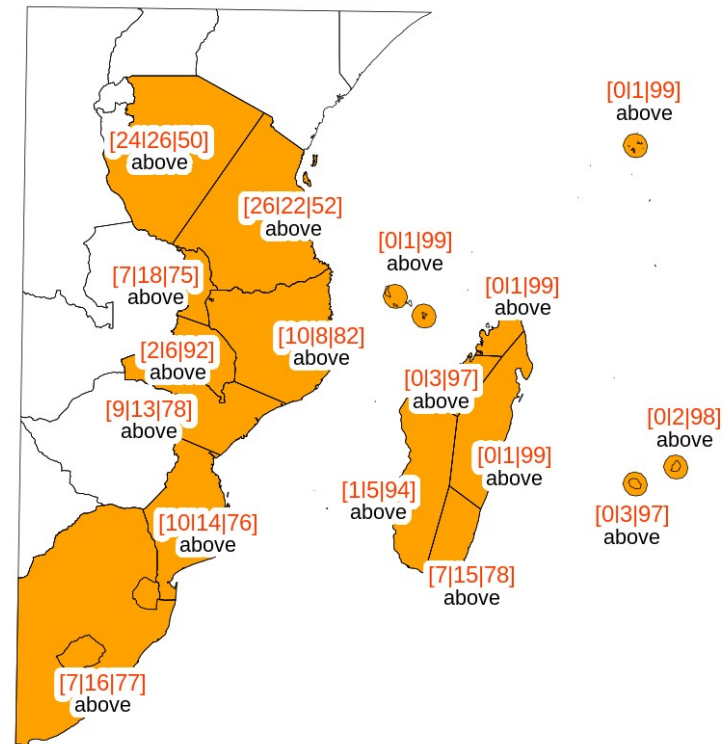 [0|1|99]
above
[24|26|50]
above
[26|22|52]
above
[0|1|99]
above
[7|18|75]
above
[0|1|99]
above
[10|8|82]
above
[2|6|92]
above
[0|3|97]
above
[9|13|78]
above
[0|2|98]
above
[0|1|99]
above
[1|5|94]
above
[0|3|97]
above
[10|14|76]
above
[7|15|78]
above
[7|16|77]
above